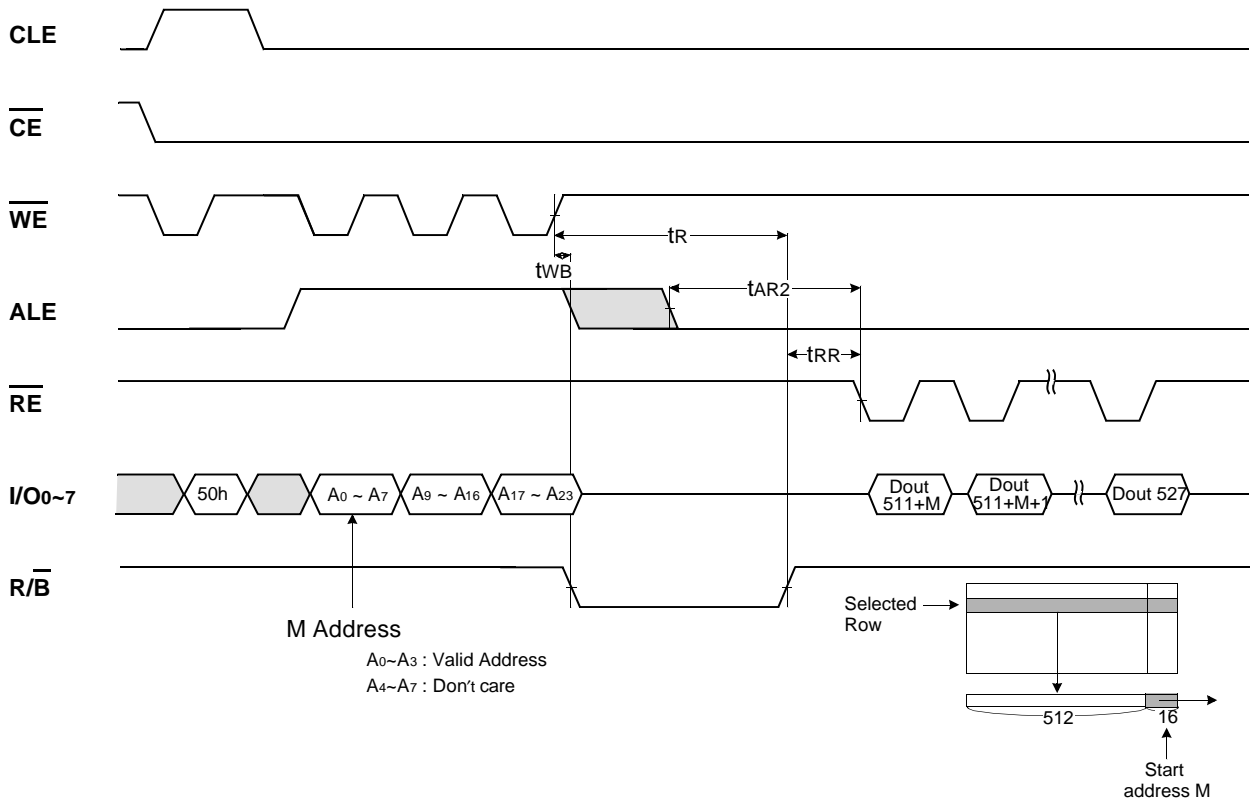 CLE
CE
WE
tR
tWB
ALE
tAR2
tRR
RE
I/O0~7
50h
A0 ~ A7
A9 ~ A16
A17 ~ A23
Dout
511+M
Dout
511+M+1
Dout 527
R/B
M Address
A0~A3 : Valid Address
A4~A7 : Don't care
Selected
Row
512
16
Start
address M